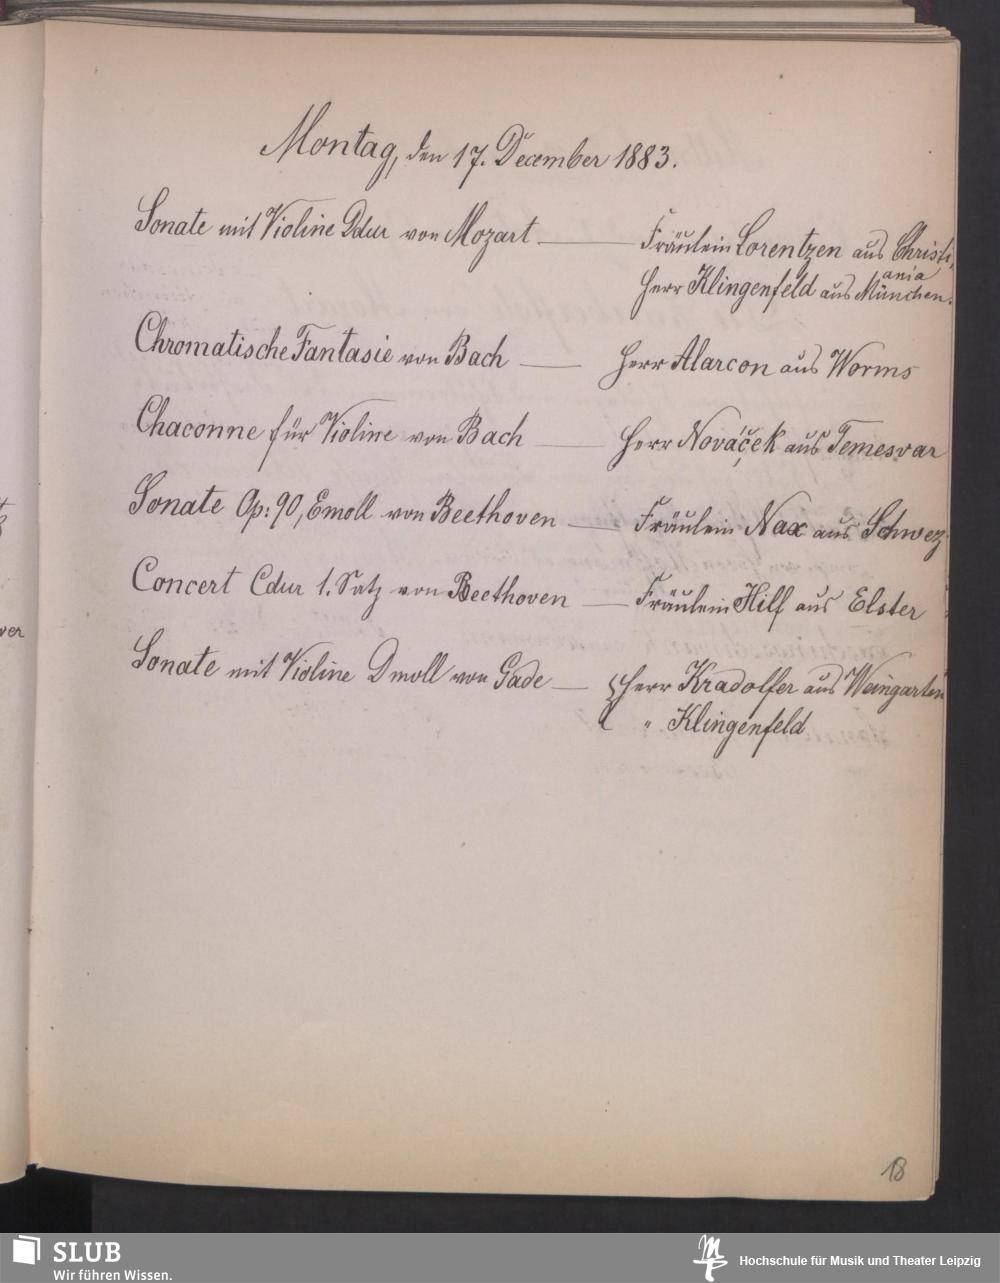 Montag, den 17. December 1883.
Sonate mit Violine Ddur von Mozart — Fräulein Lorentzen aus Christi,
ania
Herr Klingenfeld aus München.
Chromatische Fantasie von Bach — Herr Alarcon aus Worms
Chaconne für Violine von Bach — Herr Nováček aus Temesvar
Sonate Op: 90, Emoll von Beethoven — Fräulein Nax aus Schwez
Concert Cdur 1. Satz von Beethoven — Fräulein Hilf aus Elster
Sonate mit Violine Dmoll von Gade — { Herr Kradolfer aus Weingarten
„ Klingenfeld
18
SLUB
Wir führen Wissen.
Hochschule für Musik und Theater Leipzig